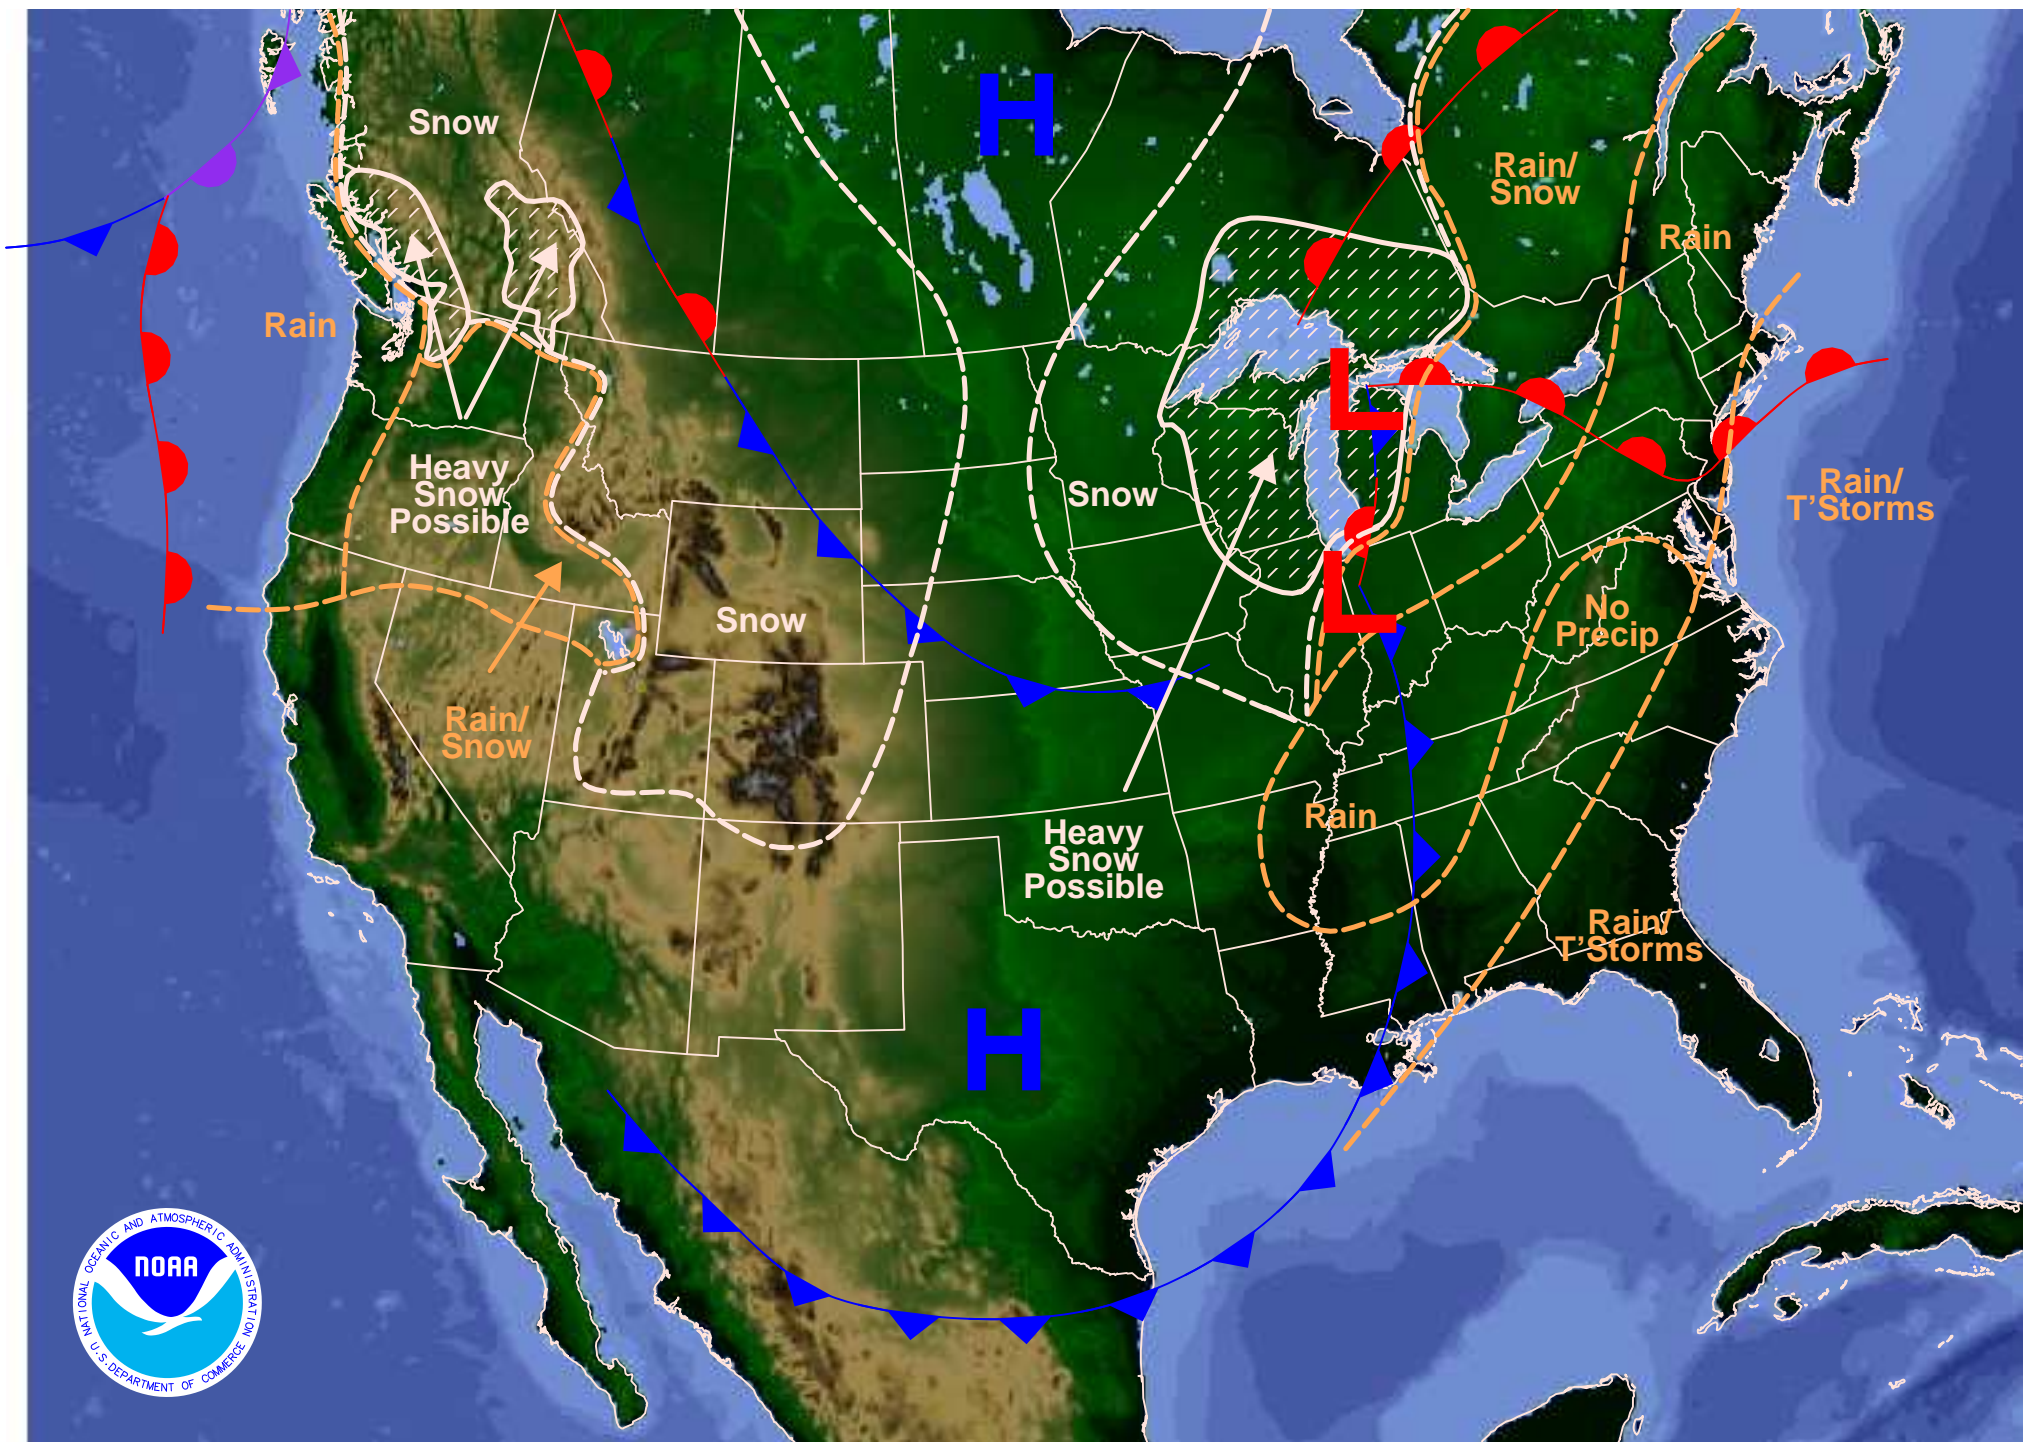 H
Snow
Rain/
Snow
Rain
Rain
L
Heavy
Snow
Possible
Snow
Rain/
T'Storms
L
No
Precip
Snow
Rain/
Snow
Rain
Heavy
Snow
Possible
Rain/
T'Storms
H
NATIONAL OCEANIC AND ATMOSPHERIC ADMINISTRATION
NOAA
U.S. DEPARTMENT OF COMMERCE